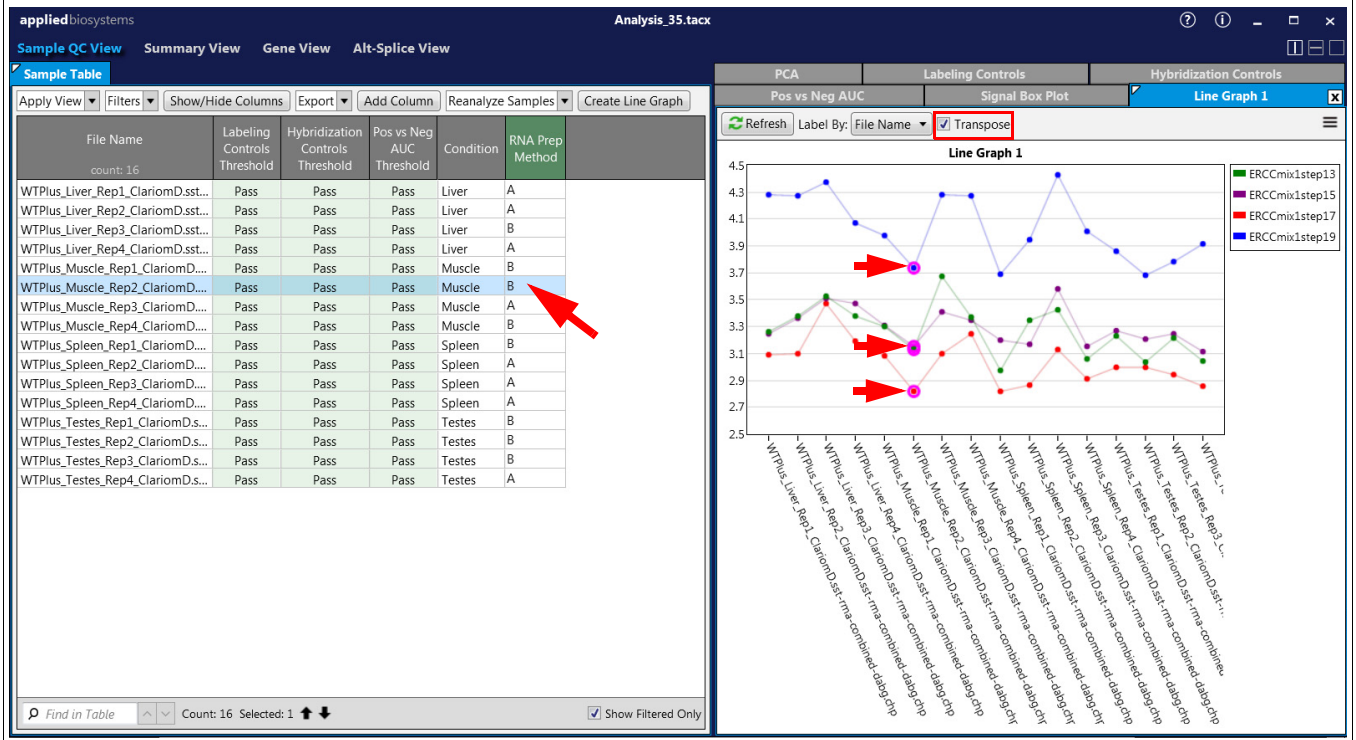 appliedbiosystems
Analysis_35.tacx
Sample QC View Summary View Gene View Alt-Splice View
Sample Table
Apply View Filters Show/Hide Columns Export Add Column Reanalyze Samples Create Line Graph
File Name
count: 16
Labeling
Controls
Threshold
Hybridization
Controls
Threshold
Pos vs Neg
AUC
Threshold
Condition
RNA Prep
Method
WTPlus_Liver_Rep1_ClariomD.sst... Pass Pass Pass Liver A
WTPlus_Liver_Rep2_ClariomD.sst... Pass Pass Pass Liver A
WTPlus_Liver_Rep3_ClariomD.sst... Pass Pass Pass Liver B
WTPlus_Liver_Rep4_ClariomD.sst... Pass Pass Pass Liver A
WTPlus_Muscle_Rep1_ClariomD.... Pass Pass Pass Muscle B
WTPlus_Muscle_Rep2_ClariomD.... Pass Pass Pass Muscle B
WTPlus_Muscle_Rep3_ClariomD.... Pass Pass Pass Muscle A
WTPlus_Muscle_Rep4_ClariomD.... Pass Pass Pass Muscle B
WTPlus_Spleen_Rep1_ClariomD.... Pass Pass Pass Spleen B
WTPlus_Spleen_Rep2_ClariomD.... Pass Pass Pass Spleen A
WTPlus_Spleen_Rep3_ClariomD.... Pass Pass Pass Spleen A
WTPlus_Spleen_Rep4_ClariomD.... Pass Pass Pass Spleen A
WTPlus_Testes_Rep1_ClariomD.s... Pass Pass Pass Testes B
WTPlus_Testes_Rep2_ClariomD.s... Pass Pass Pass Testes B
WTPlus_Testes_Rep3_ClariomD.s... Pass Pass Pass Testes B
WTPlus_Testes_Rep4_ClariomD.s... Pass Pass Pass Testes A
Find in Table Count: 16 Selected: 1 Show Filtered Only
PCA Labeling Controls Hybridization Controls
Pos vs Neg AUC Signal Box Plot Line Graph 1 x
Refresh Label By: File Name Transpose
Line Graph 1
4.5
4.3
4.1
3.9
3.7
3.5
3.3
3.1
2.9
2.7
2.5
ERCCmix1step13
ERCCmix1step15
ERCCmix1step17
ERCCmix1step19
WTPlus_Liver_Rep1_ClariomD.sst-rma-combined-dabg.chp
WTPlus_Liver_Rep2_ClariomD.sst-rma-combined-dabg.chp
WTPlus_Liver_Rep3_ClariomD.sst-rma-combined-dabg.chp
WTPlus_Liver_Rep4_ClariomD.sst-rma-combined-dabg.chp
WTPlus_Muscle_Rep1_ClariomD.sst-rma-combined-dabg.chp
WTPlus_Muscle_Rep2_ClariomD.sst-rma-combined-dabg.chp
WTPlus_Muscle_Rep3_ClariomD.sst-rma-combined-dabg.chp
WTPlus_Muscle_Rep4_ClariomD.sst-rma-combined-dabg.chp
WTPlus_Spleen_Rep1_ClariomD.sst-rma-combined-dabg.chp
WTPlus_Spleen_Rep2_ClariomD.sst-rma-combined-dabg.chp
WTPlus_Spleen_Rep3_ClariomD.sst-rma-combined-dabg.chp
WTPlus_Spleen_Rep4_ClariomD.sst-rma-combined-dabg.chp
WTPlus_Testes_Rep1_ClariomD.sst-rma-combined
WTPlus_Testes_Rep2_ClariomD.sst-r
WTPlus_Testes_Rep3_C
WTPlus_T